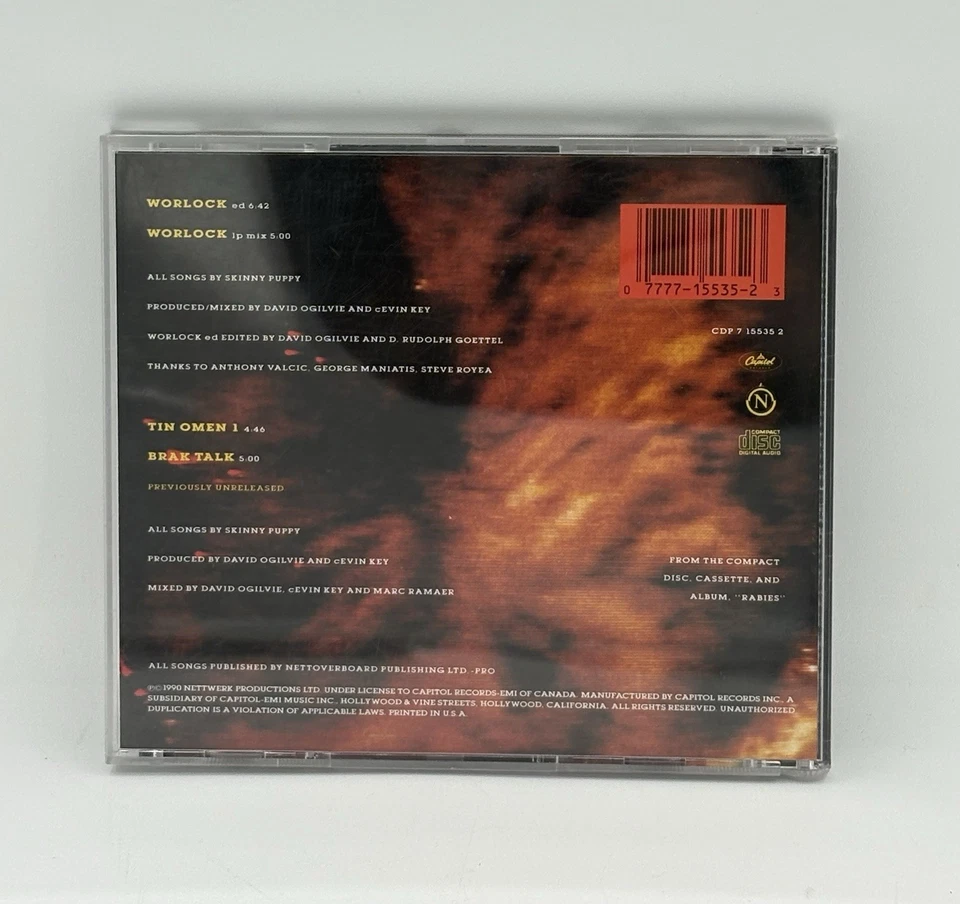 WORLOCK ed 6:42
WORLOCK lp mix 5:00
ALL SONGS BY SKINNY PUPPY
PRODUCED/MIXED BY DAVID OGILVIE AND cEVIN KEY
WORLOCK ed EDITED BY DAVID OGILVIE AND D. RUDOLPH GOETTEL
THANKS TO ANTHONY VALCIC, GEORGE MANIATIS, STEVE ROYEA
TIN OMEN 1 4:46
BRAK TALK 5:00
PREVIOUSLY UNRELEASED
ALL SONGS BY SKINNY PUPPY
PRODUCED BY DAVID OGILVIE AND cEVIN KEY
MIXED BY DAVID OGILVIE, cEVIN KEY AND MARC RAMAER
ALL SONGS PUBLISHED BY NETTOVERBOARD PUBLISHING LTD.-PRO
℗© 1990 NETTWERK PRODUCTIONS LTD. UNDER LICENSE TO CAPITOL RECORDS-EMI OF CANADA. MANUFACTURED BY CAPITOL RECORDS INC., A
SUBSIDIARY OF CAPITOL-EMI MUSIC INC., HOLLYWOOD & VINE STREETS, HOLLYWOOD, CALIFORNIA. ALL RIGHTS RESERVED. UNAUTHORIZED
DUPLICATION IS A VIOLATION OF APPLICABLE LAWS. PRINTED IN U.S.A.
0 7777-15535-2 3
CDP 7 15535 2
Capitol
N
COMPACT
disc
DIGITAL AUDIO
FROM THE COMPACT
DISC, CASSETTE, AND
ALBUM, "RABIES"